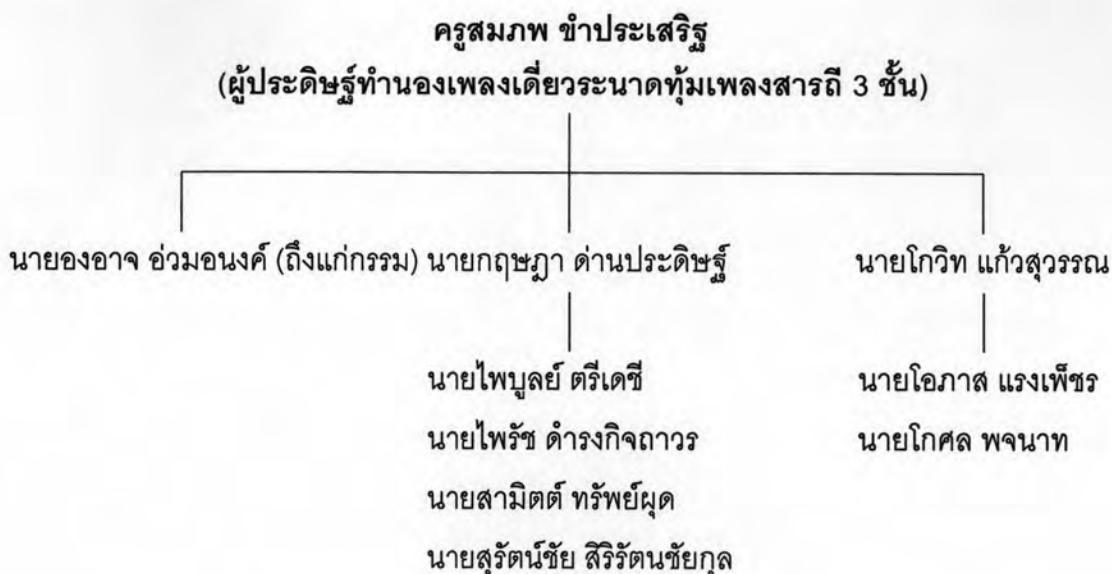 ครูสมภพ ขำประเสริฐ
(ผู้ประดิษฐ์ทำนองเพลงเดี่ยวระนาดทุ้มเพลงสารถี 3 ชั้น)
นายองอาจ อ่วมอนงค์ (ถึงแก่กรรม) นายกฤษฎา ด่านประดิษฐ์ นายโกวิท แก้วสุวรรณ
นายไพบูลย์ ตรีเดชี นายโอภาส แรงเพ็ชร
นายไพรัช ดำรงกิจถาวร นายโกศล พจนาท
นายสามิตต์ ทรัพย์ผุด
นายสุรัตน์ชัย สิริรัตนชัยกุล